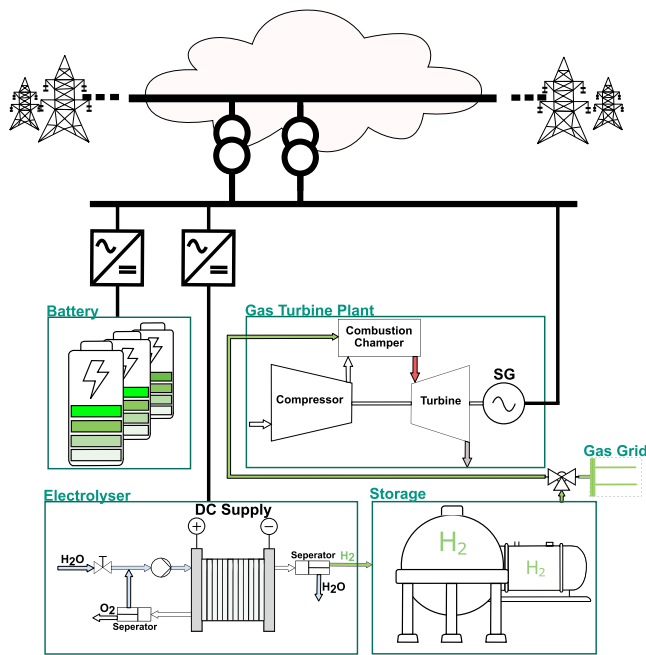 Battery
Gas Turbine Plant
Combustion
Champer
SG
Compressor
Turbine
Gas Grid
Electrolyser
DC Supply
Storage
+
−
H2O
Seperator
H2
H2O
O2
Seperator
H2
H2